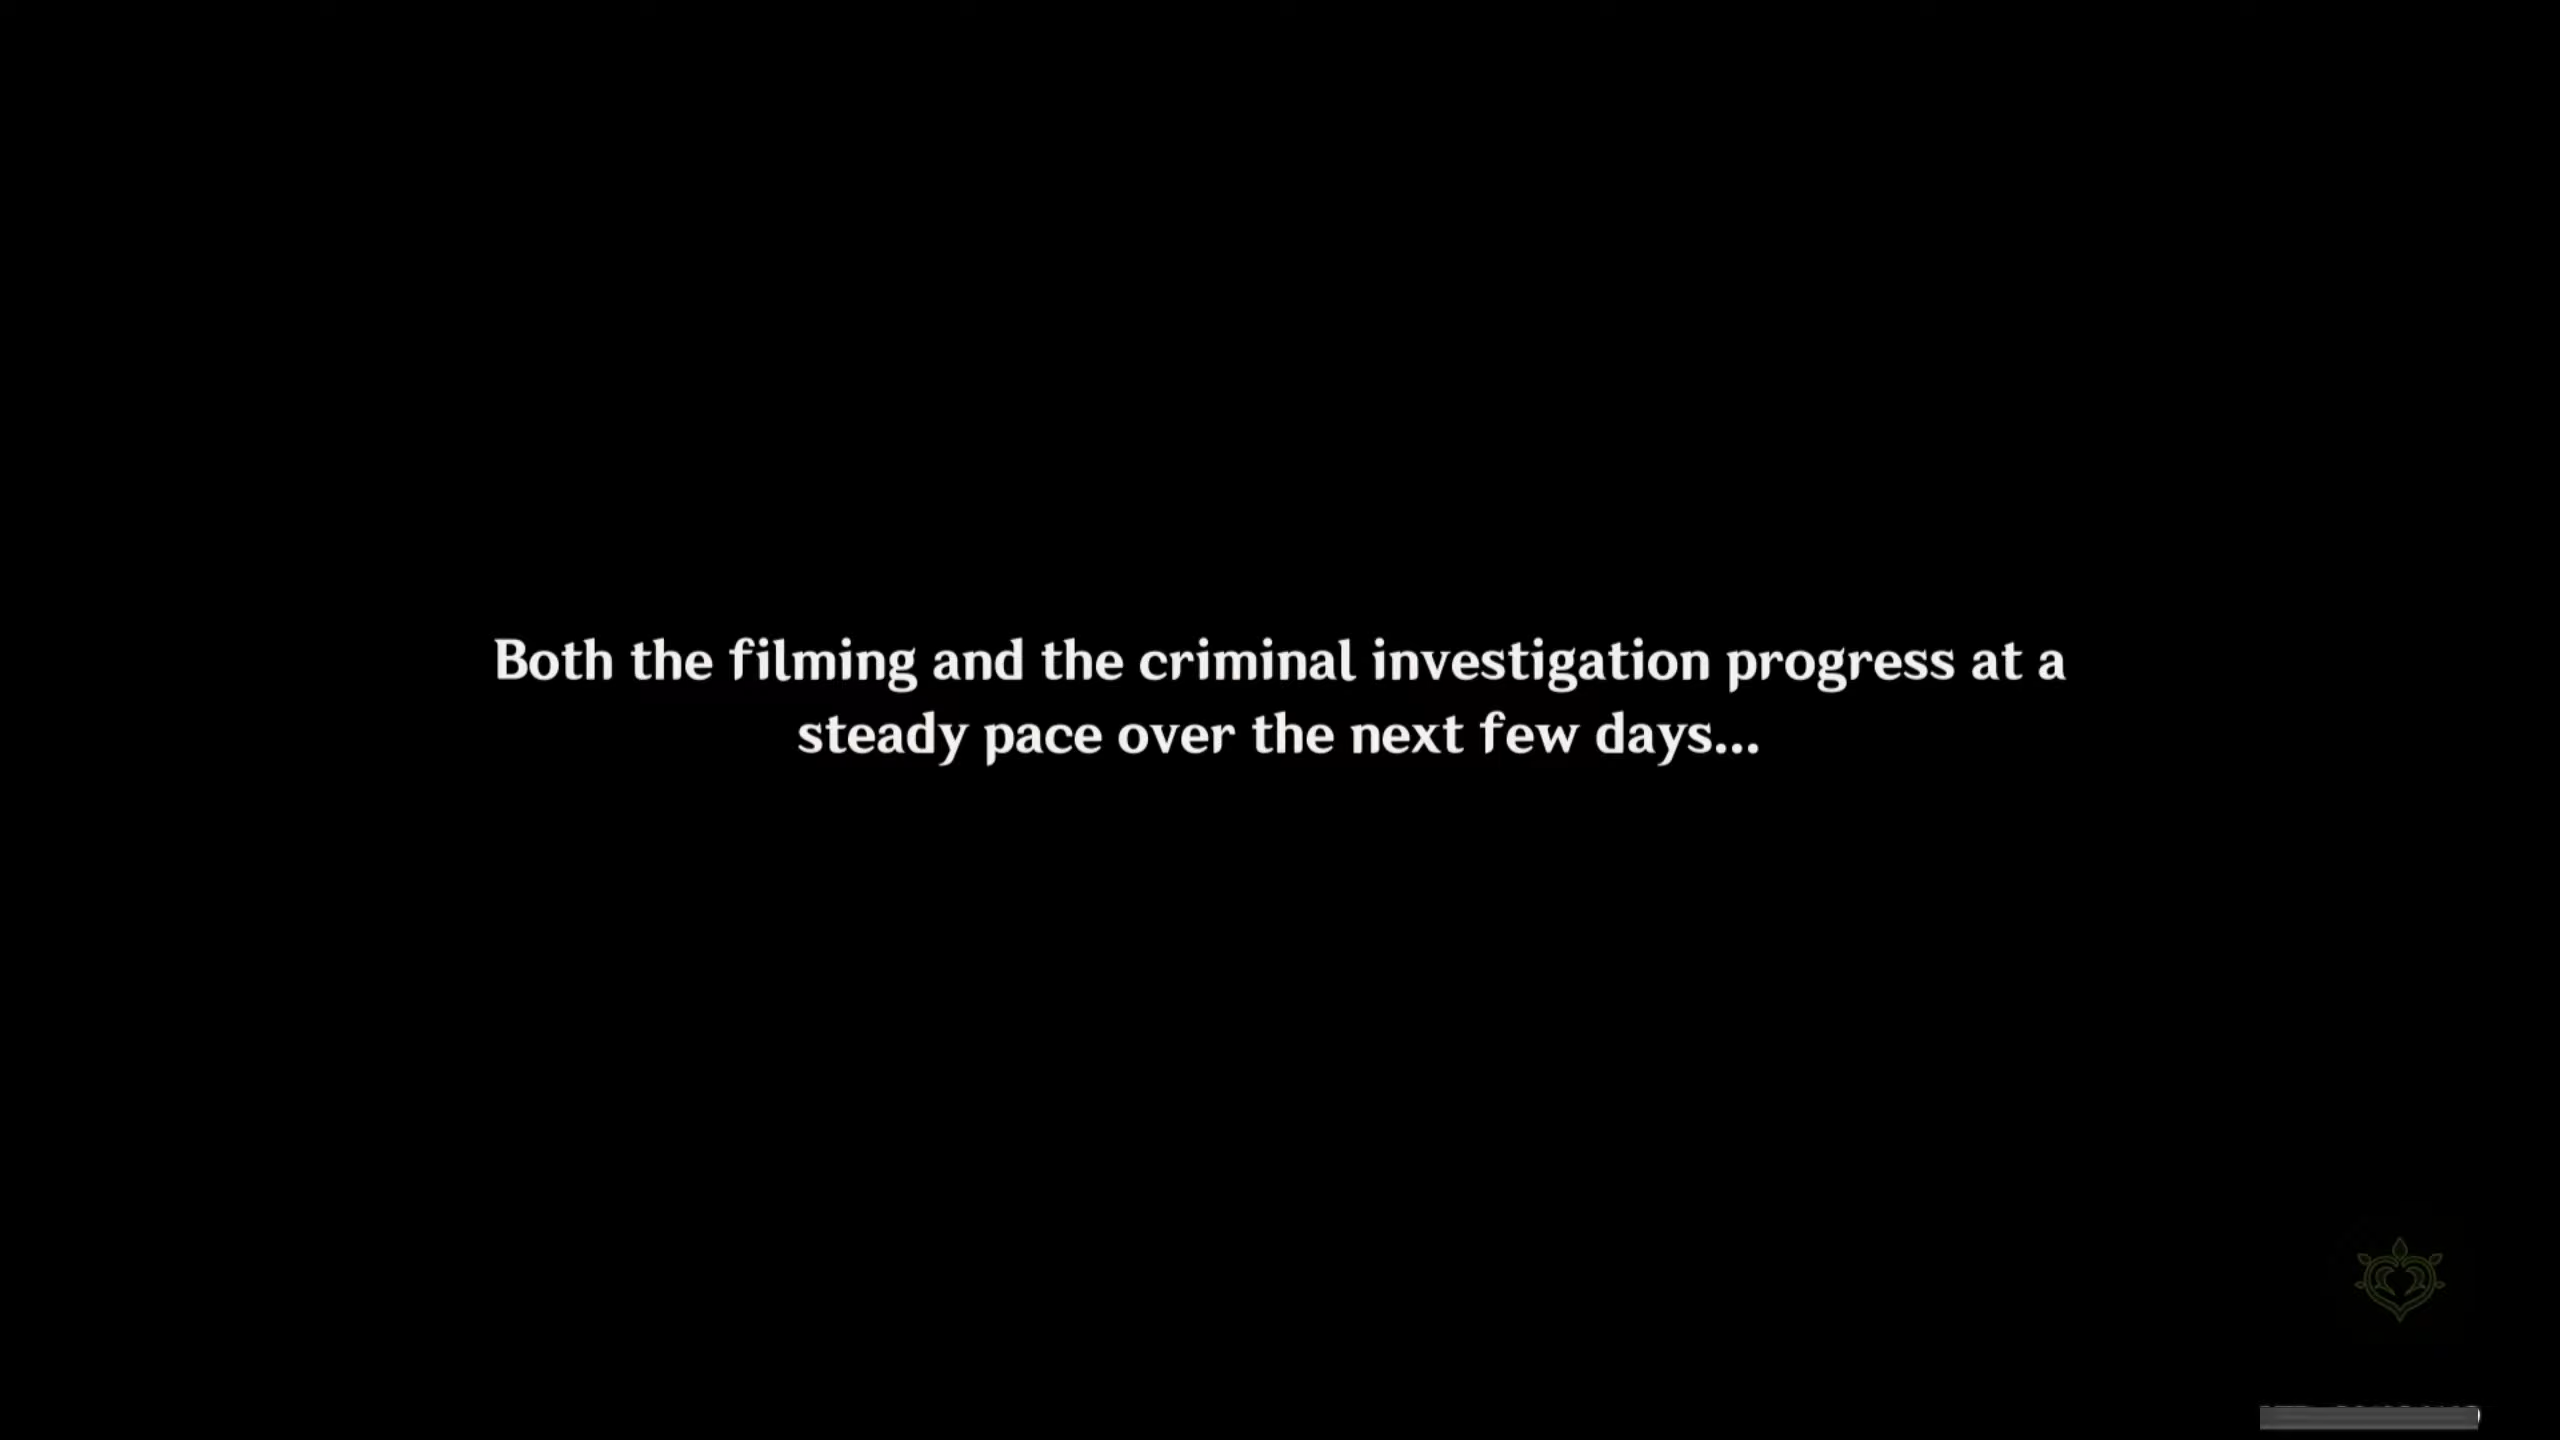 Both the filming and the criminal investigation progress at a
steady pace over the next few days...